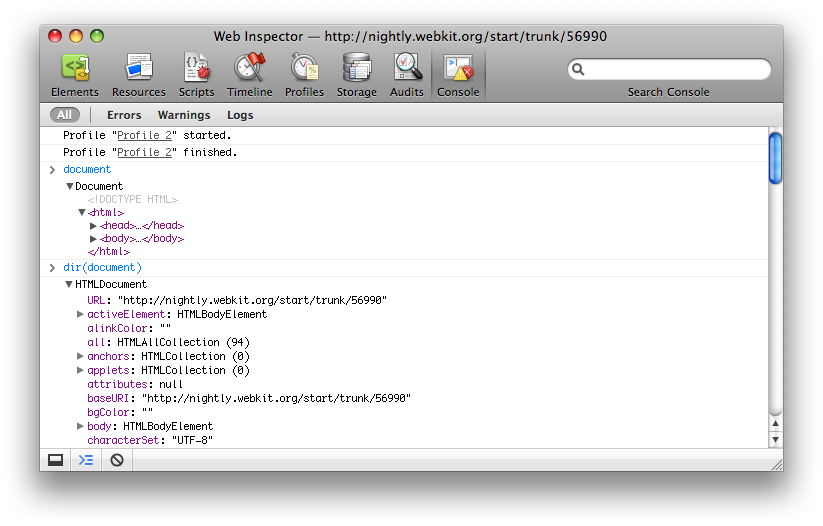 Web Inspector — http://nightly.webkit.org/start/trunk/56990
Elements Resources Scripts Timeline Profiles Storage Audits Console Search Console
All Errors Warnings Logs
Profile "Profile 2" started.
Profile "Profile 2" finished.
document
Document
<!DOCTYPE HTML>
<html>
<head>…</head>
<body>…</body>
</html>
dir(document)
HTMLDocument
URL: "http://nightly.webkit.org/start/trunk/56990"
activeElement: HTMLBodyElement
alinkColor: ""
all: HTMLAllCollection (94)
anchors: HTMLCollection (0)
applets: HTMLCollection (0)
attributes: null
baseURI: "http://nightly.webkit.org/start/trunk/56990"
bgColor: ""
body: HTMLBodyElement
characterSet: "UTF-8"